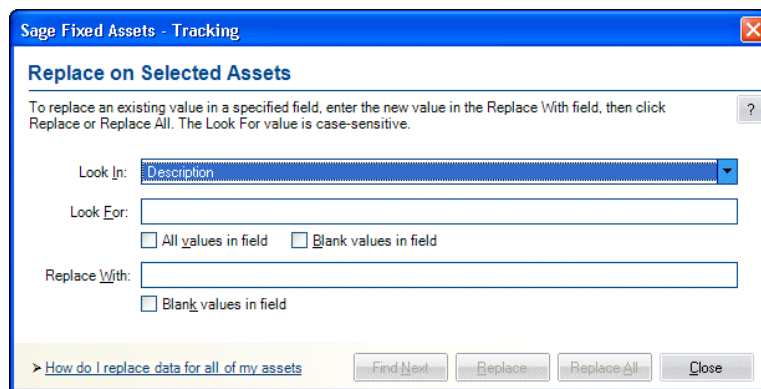 Sage Fixed Assets - Tracking
Replace on Selected Assets
To replace an existing value in a specified field, enter the new value in the Replace With field, then click
Replace or Replace All. The Look For value is case-sensitive.
?
Look In: Description
Look For:
All values in field Blank values in field
Replace With:
Blank values in field
➤ How do I replace data for all of my assets
Find Next Replace Replace All Close